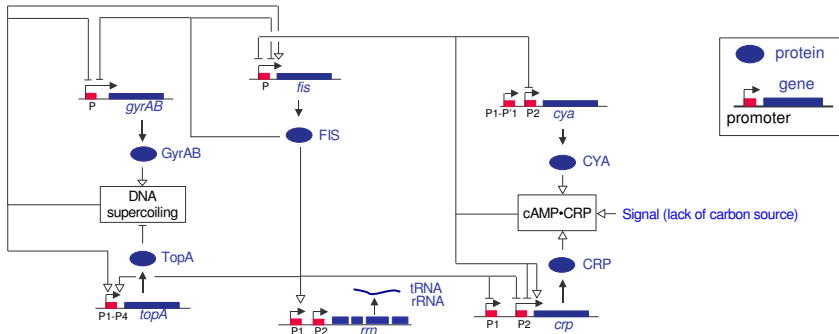 protein
gene
promoter
P
gyrAB
P
fis
P1-P'1
P2
cya
GyrAB
FIS
CYA
DNA
supercoiling
cAMP•CRP
Signal (lack of carbon source)
TopA
CRP
tRNA
rRNA
P1-P4
topA
P1
P2
rrn
P1
P2
crp